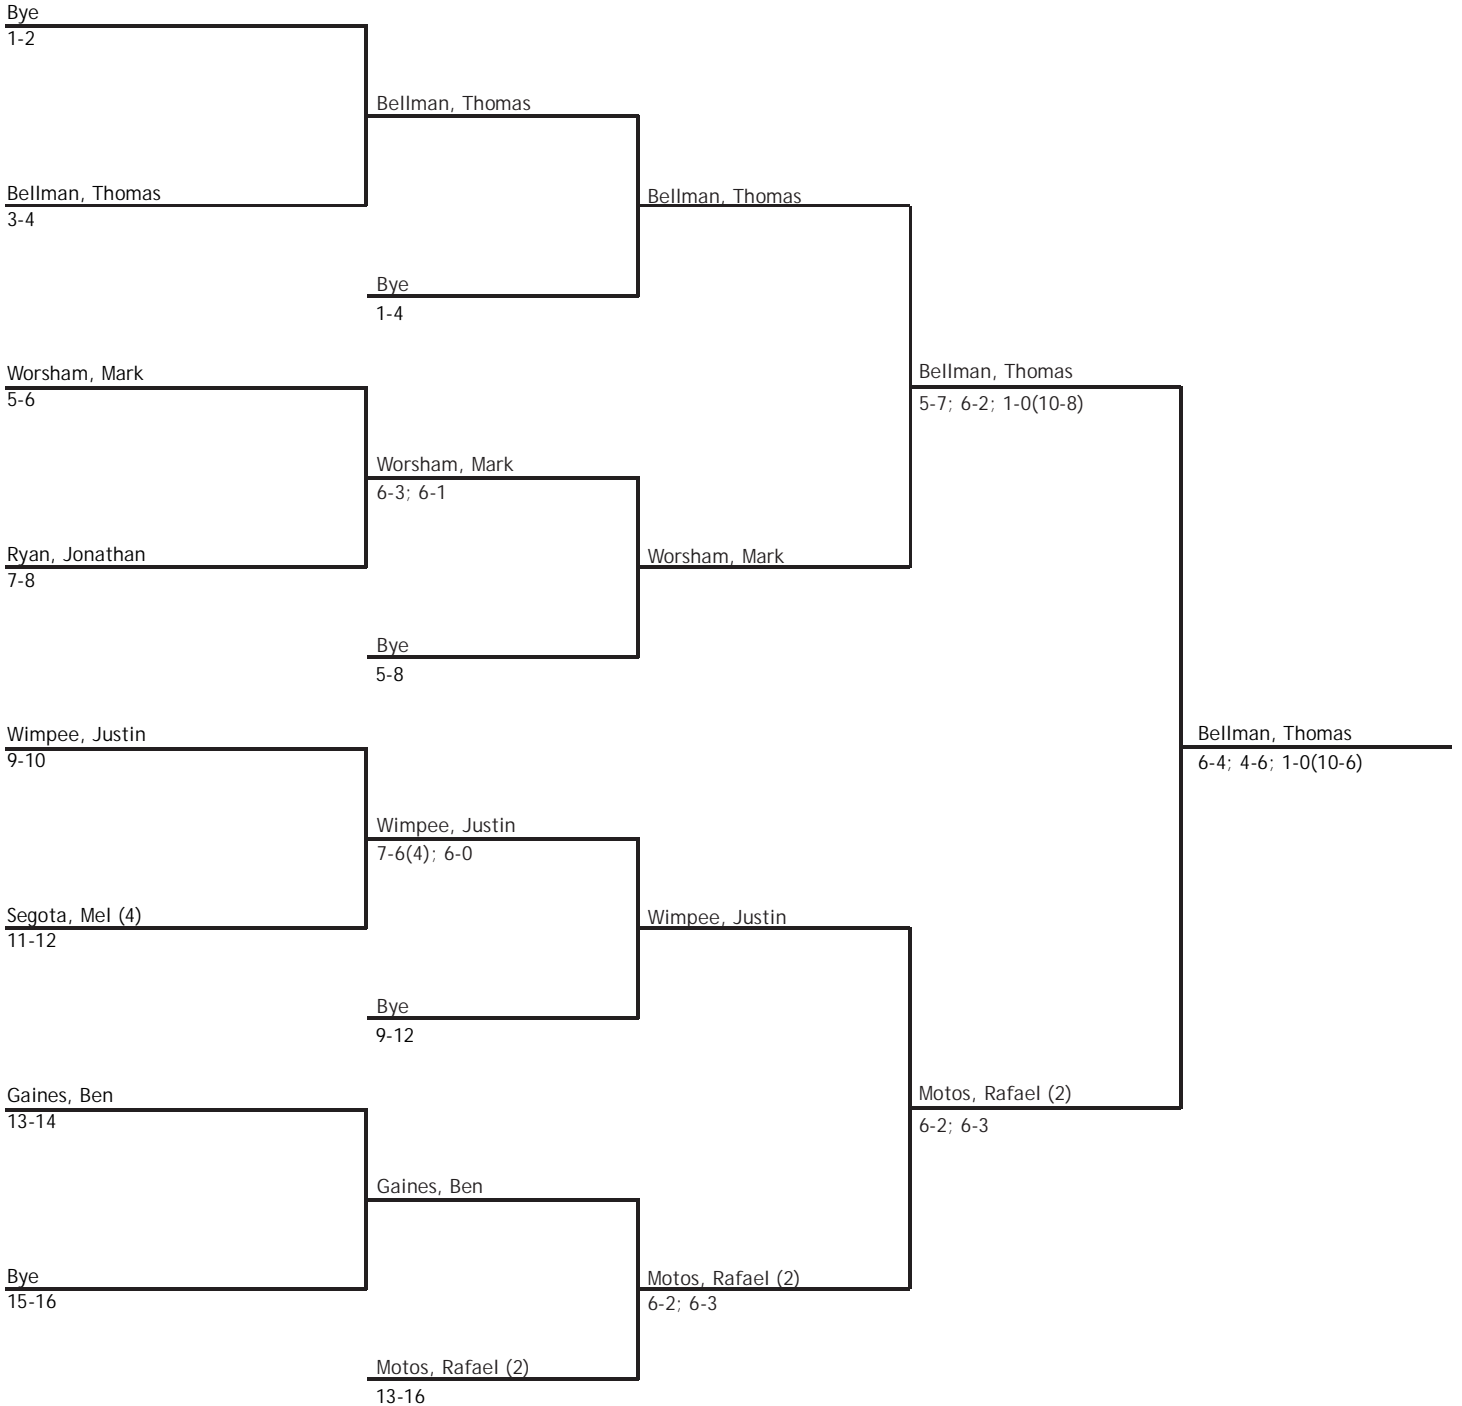 Bye
1-2
Bellman, Thomas
Bellman, Thomas
3-4
Bellman, Thomas
Bye
1-4
Worsham, Mark
5-6
Bellman, Thomas
5-7; 6-2; 1-0(10-8)
Worsham, Mark
6-3; 6-1
Ryan, Jonathan
7-8
Worsham, Mark
Bye
5-8
Wimpee, Justin
9-10
Bellman, Thomas
6-4; 4-6; 1-0(10-6)
Wimpee, Justin
7-6(4); 6-0
Segota, Mel (4)
11-12
Wimpee, Justin
Bye
9-12
Gaines, Ben
13-14
Motos, Rafael (2)
6-2; 6-3
Gaines, Ben
Bye
15-16
Motos, Rafael (2)
6-2; 6-3
Motos, Rafael (2)
13-16